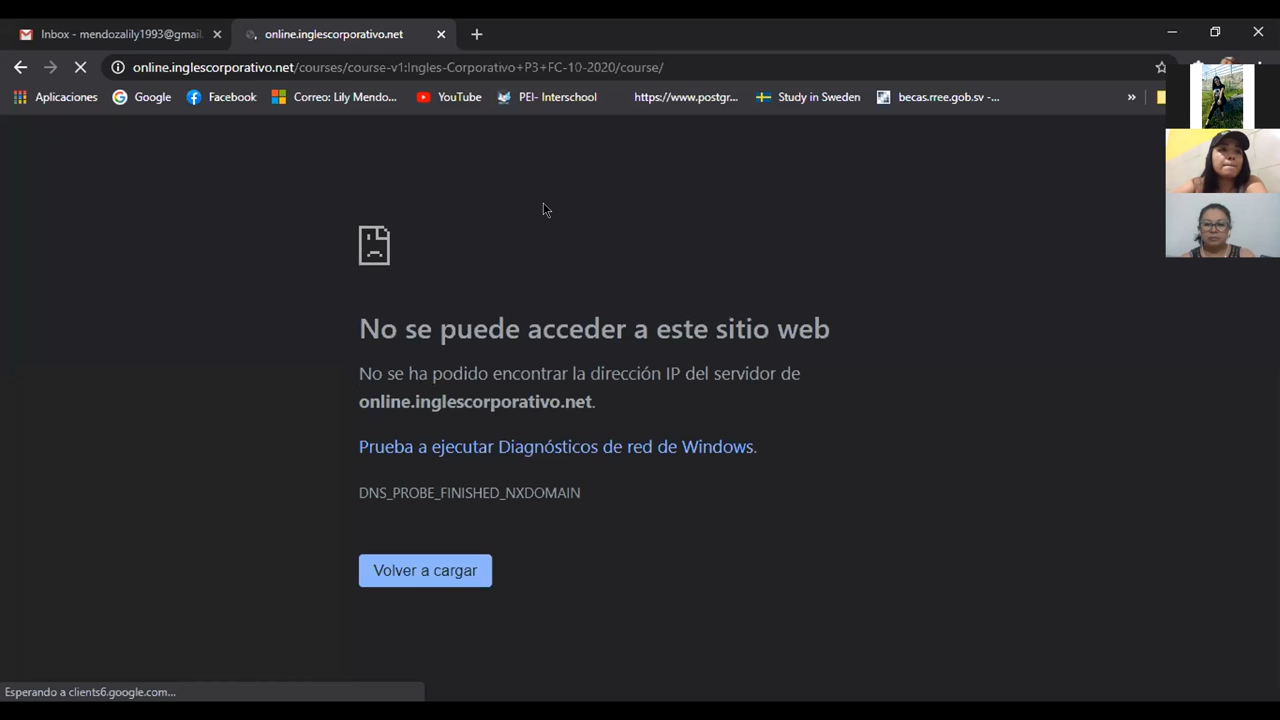 Inbox - mendozalily1993@gmail.
online.inglescorporativo.net
online.inglescorporativo.net/courses/course-v1:Ingles-Corporativo+P3+FC-10-2020/course/
Aplicaciones Google Facebook Correo: Lily Mendo... YouTube PEI- Interschool https://www.postgr... Study in Sweden becas.rree.gob.sv -... »
No se puede acceder a este sitio web
No se ha podido encontrar la dirección IP del servidor de
online.inglescorporativo.net.
Prueba a ejecutar Diagnósticos de red de Windows.
DNS_PROBE_FINISHED_NXDOMAIN
Volver a cargar
Esperando a clients6.google.com...